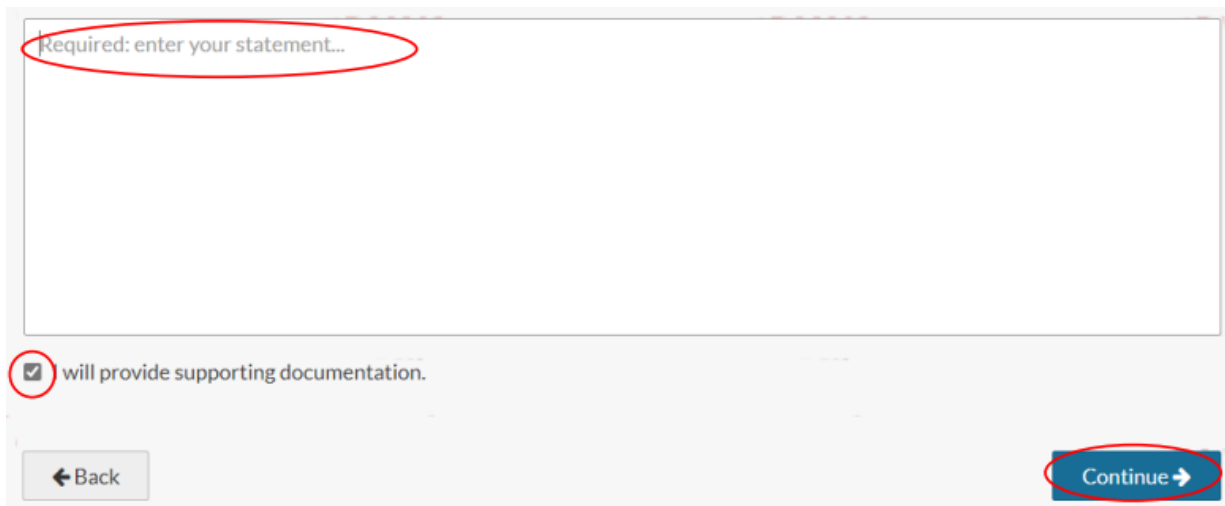 Required: enter your statement...
I will provide supporting documentation.
Back
Continue